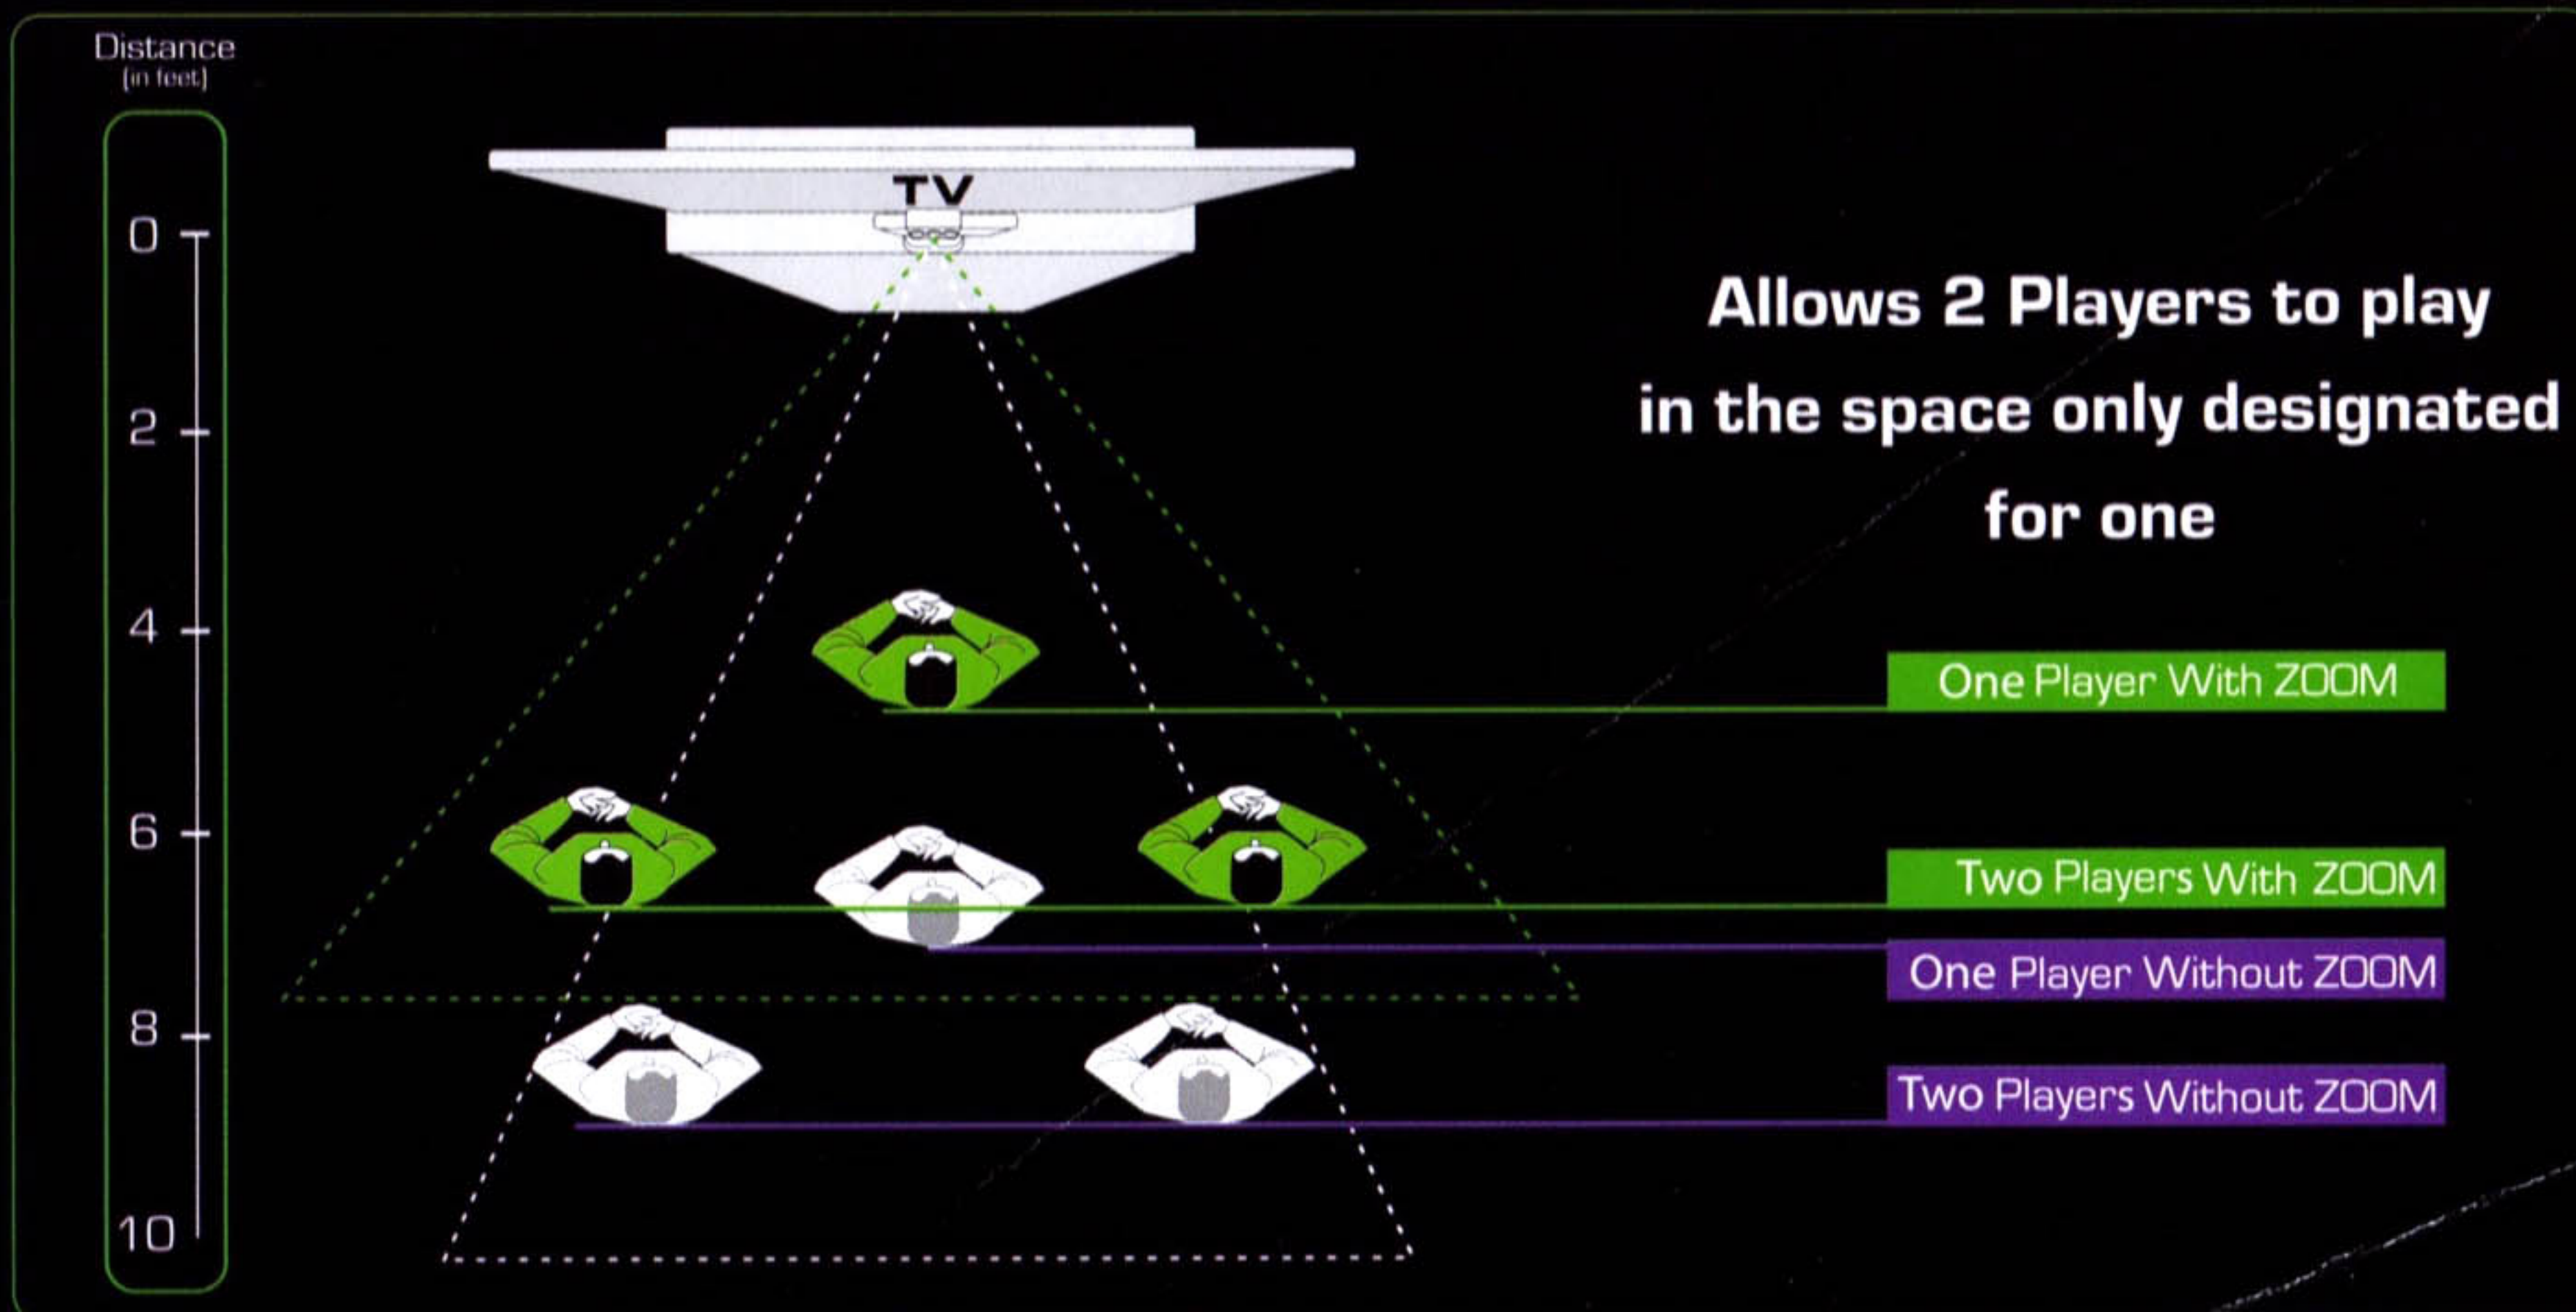 Distance
(in feet)
0
2
4
6
8
10
TV
Allows 2 Players to play
in the space only designated
for one
One Player With ZOOM
Two Players With ZOOM
One Player Without ZOOM
Two Players Without ZOOM